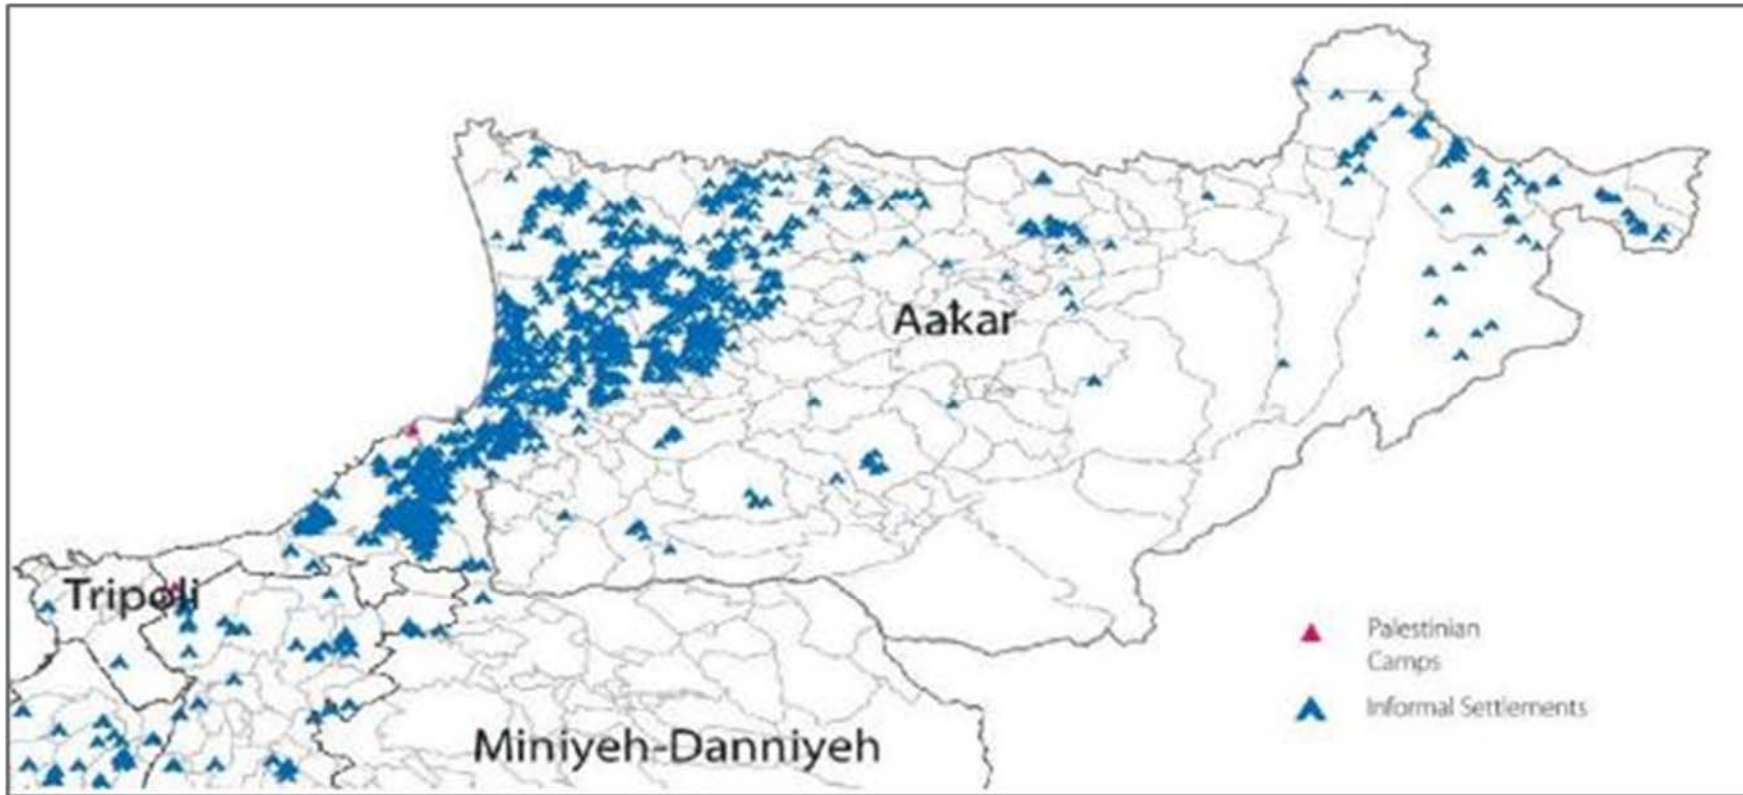 Aakar
Tripoli
Palestinian
Camps
Informal Settlements
Miniyeh-Danniyeh